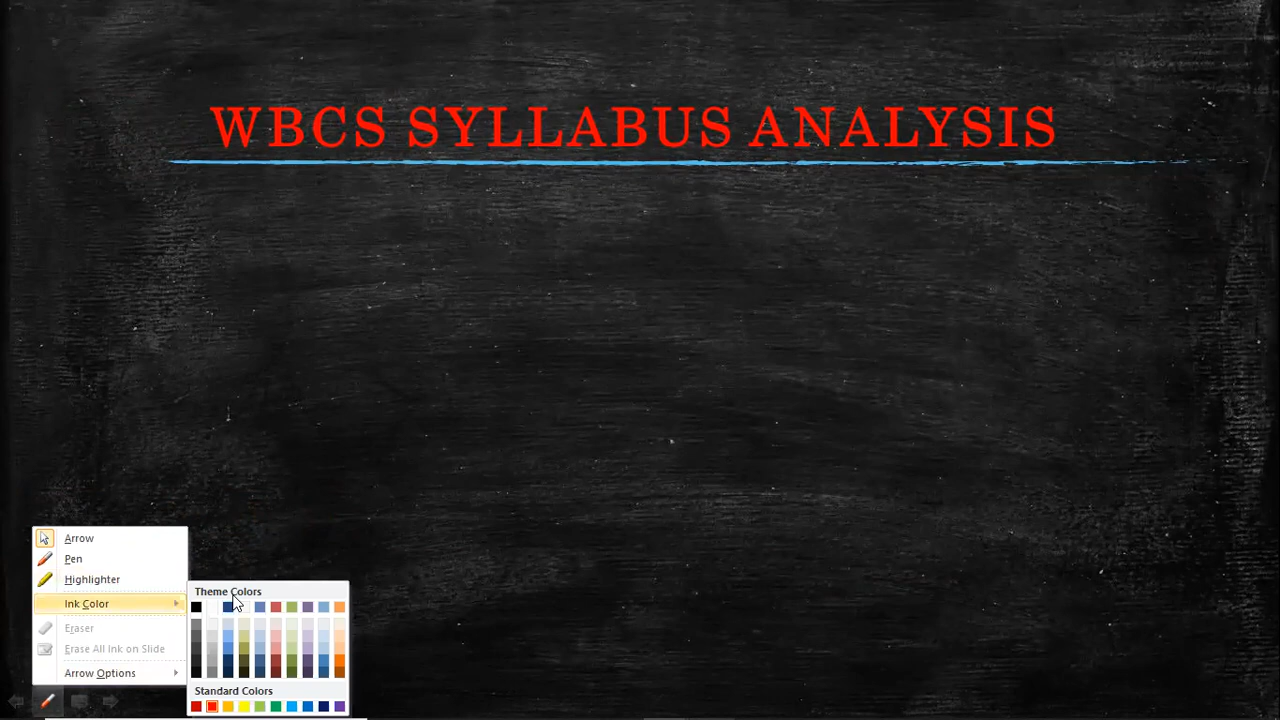 WBCS SYLLABUS ANALYSIS
Arrow
Pen
Highlighter
Ink Color
Eraser
Erase All Ink on Slide
Arrow Options
Theme Colors
Standard Colors